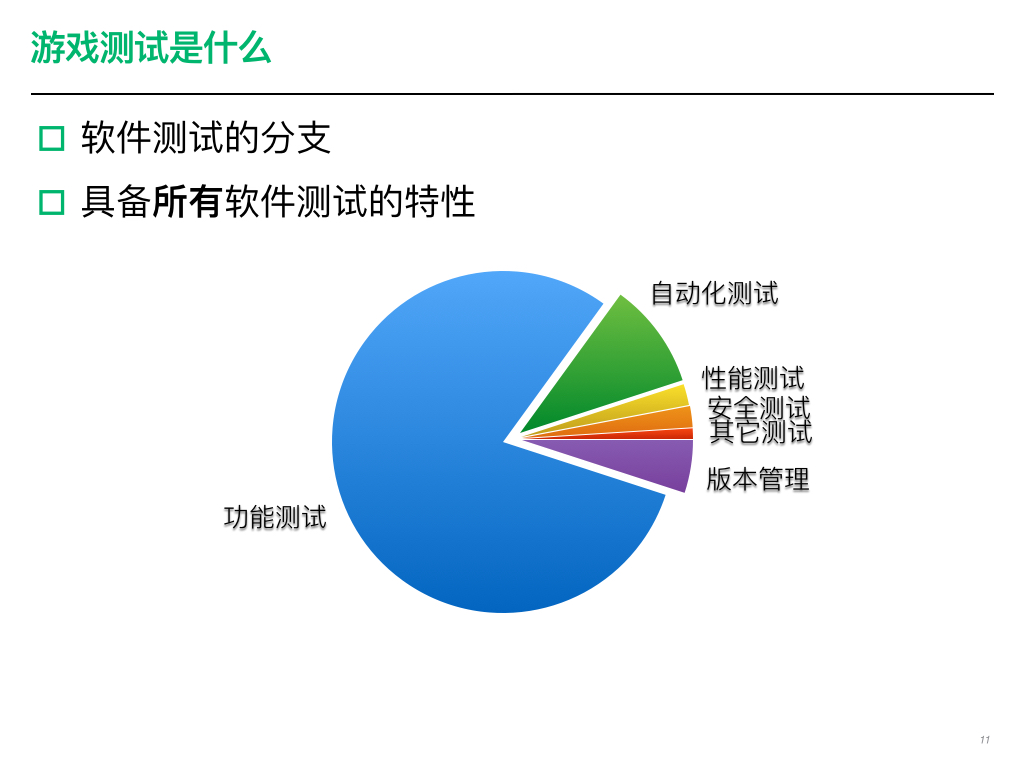 游戏测试是什么
软件测试的分支
具备所有软件测试的特性
自动化测试
性能测试
安全测试
其它测试
版本管理
功能测试
11